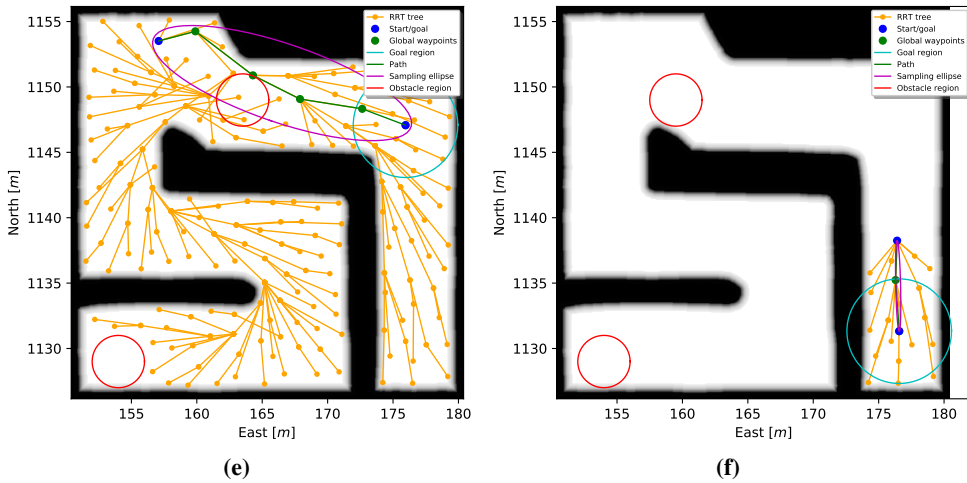 RRT tree
Start/goal
Global waypoints
Goal region
Path
Sampling ellipse
Obstacle region
1155
1150
1145
1140
1135
1130
North [m]
155
160
165
170
175
180
East [m]
(e)
RRT tree
Start/goal
Global waypoints
Goal region
Path
Sampling ellipse
Obstacle region
1155
1150
1145
1140
1135
1130
North [m]
155
160
165
170
175
180
East [m]
(f)